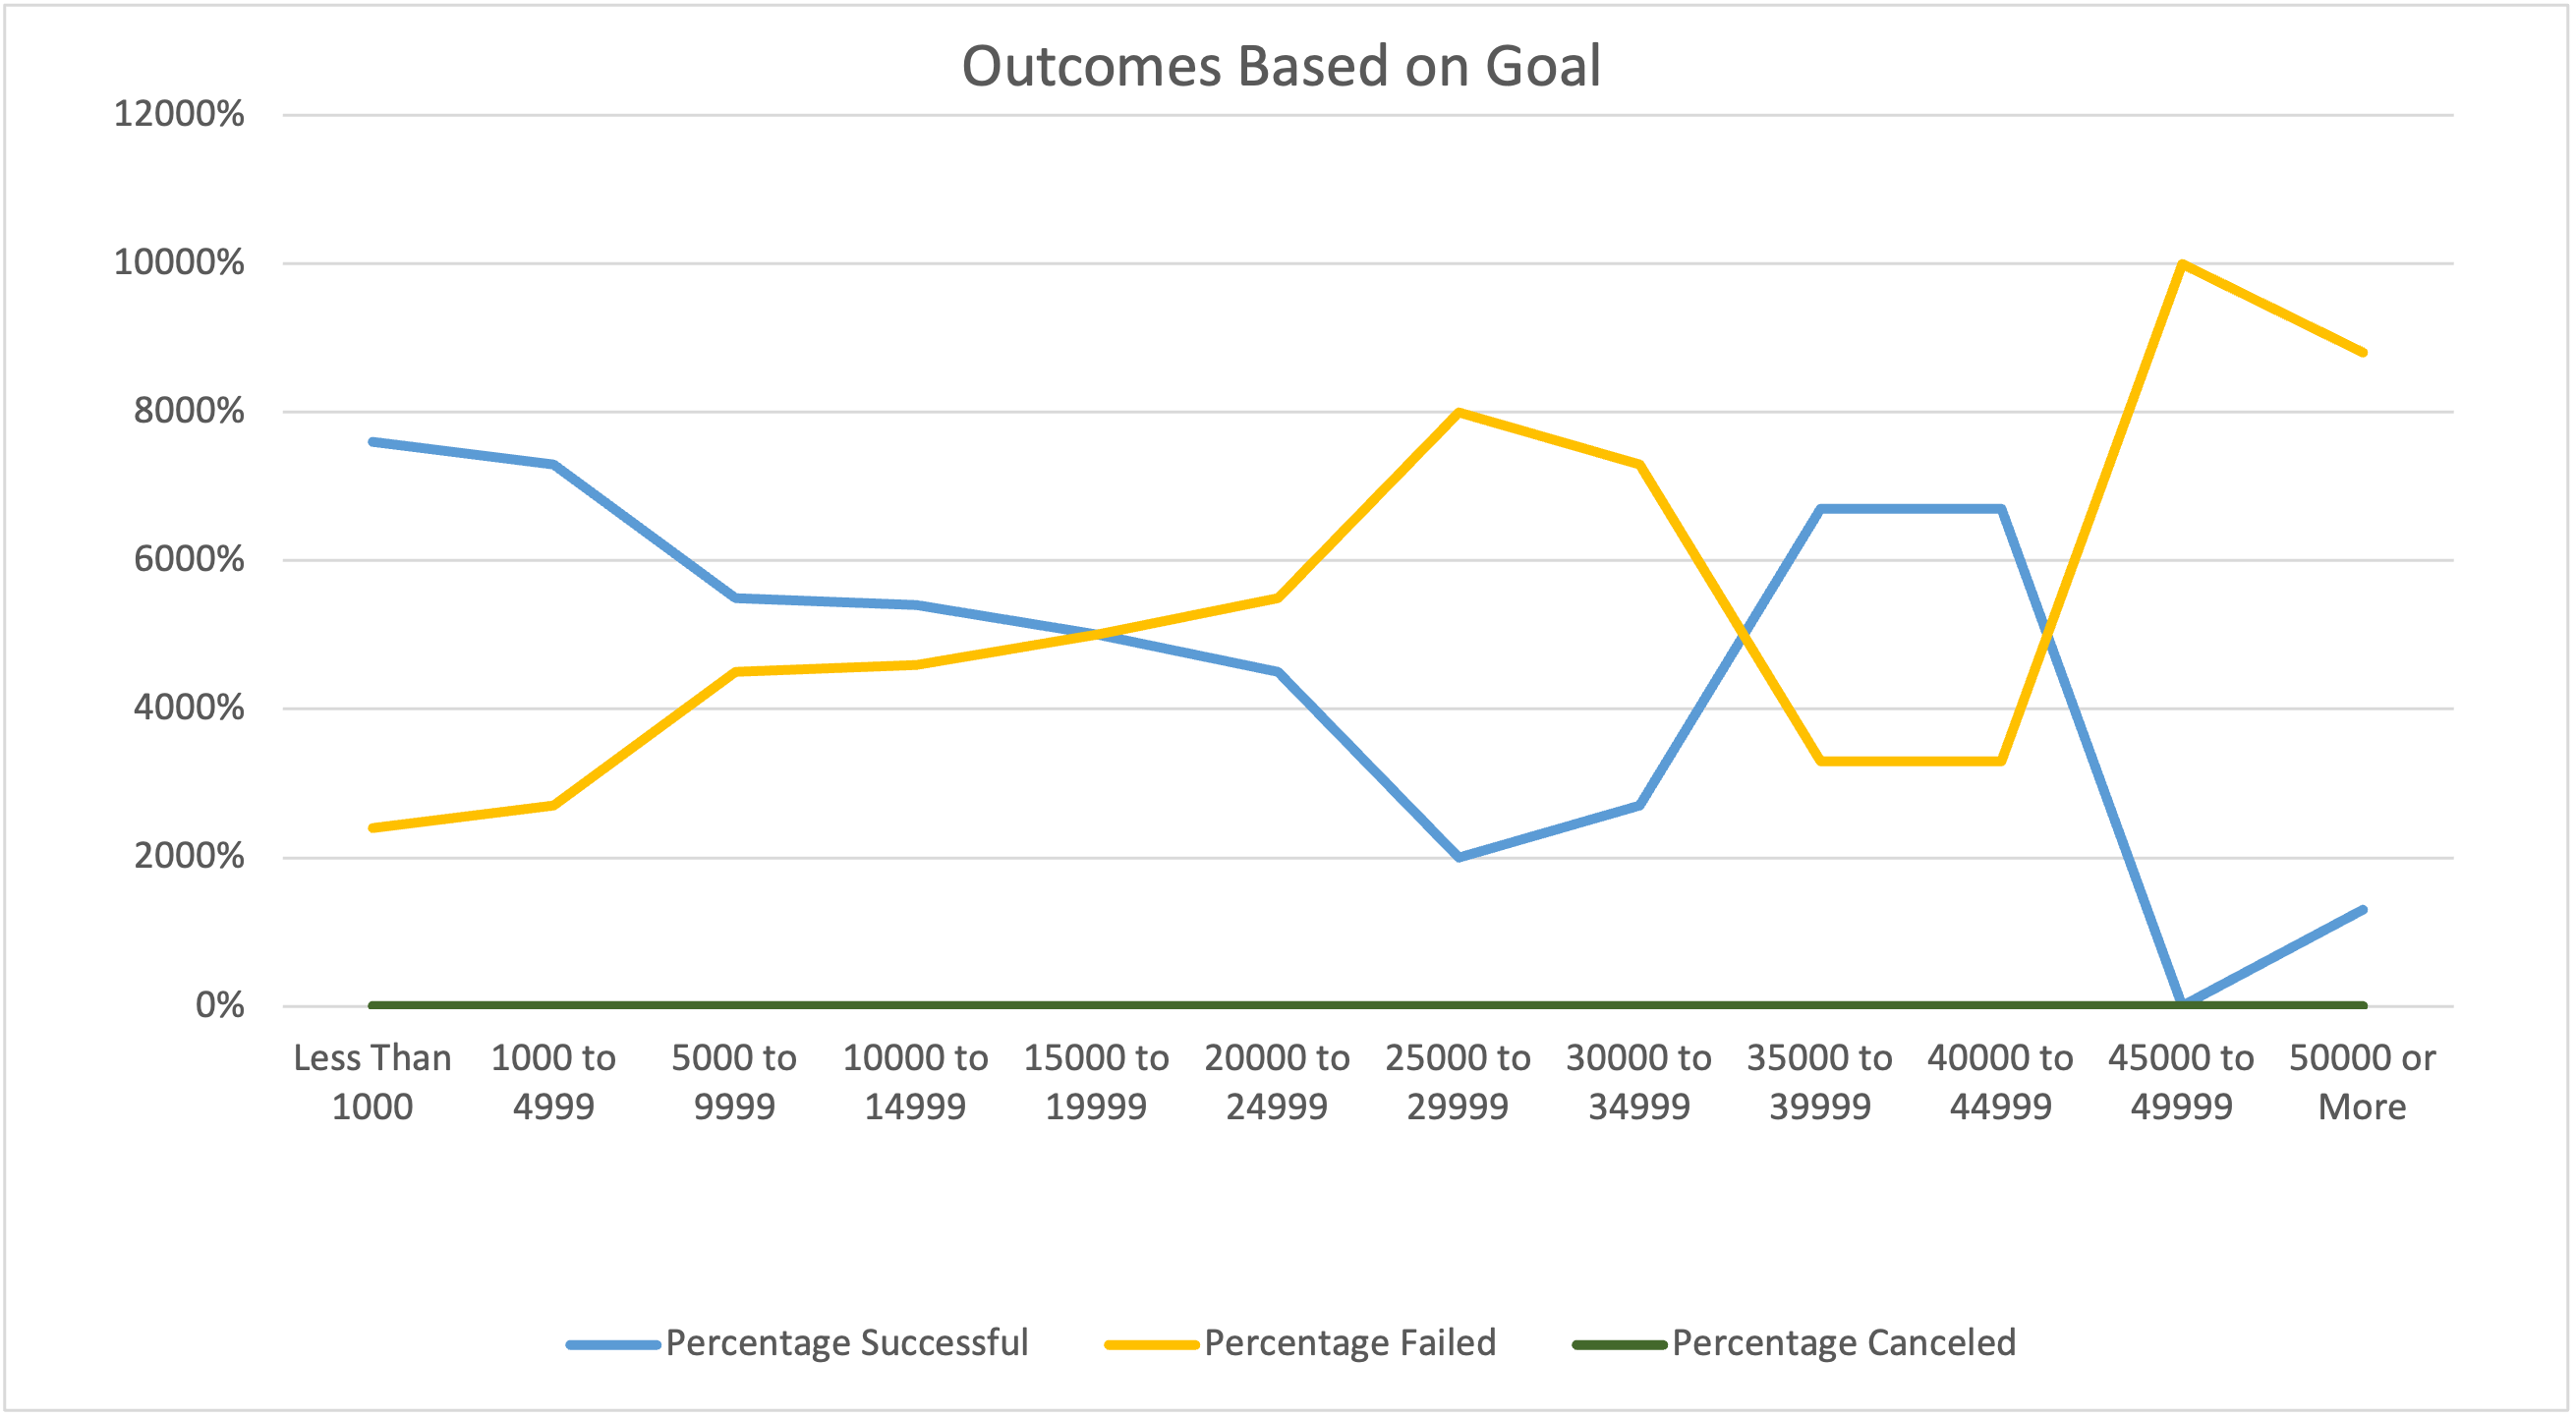 Outcomes Based on Goal
12000%
10000%
8000%
6000%
4000%
2000%
0%
Less Than
1000
1000 to
4999
5000 to
9999
10000 to
14999
15000 to
19999
20000 to
24999
25000 to
29999
30000 to
34999
35000 to
39999
40000 to
44999
45000 to
49999
50000 or
More
Percentage Successful
Percentage Failed
Percentage Canceled